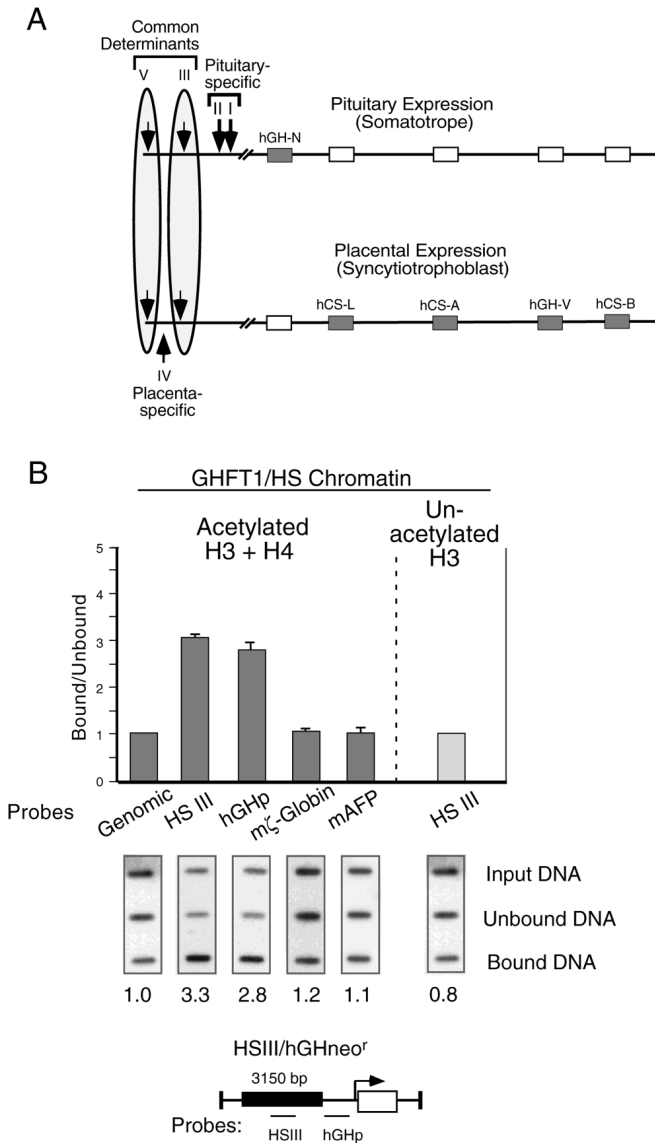 A
Common
Determinants
V III
Pituitary-
specific
II I
Pituitary Expression
(Somatotrope)
hGH-N
Placental Expression
(Syncytiotrophoblast)
hCS-L hCS-A hGH-V hCS-B
IV
Placenta-
specific
B
GHFT1/HS Chromatin
Acetylated
H3 + H4
Un-
acetylated
H3
Bound/Unbound
5
4
3
2
1
0
Probes
Genomic HS III hGHp mζ-Globin mAFP HS III
Input DNA
Unbound DNA
Bound DNA
1.0 3.3 2.8 1.2 1.1 0.8
HSIII/hGHneoʳ
3150 bp
Probes:
HSIII hGHp